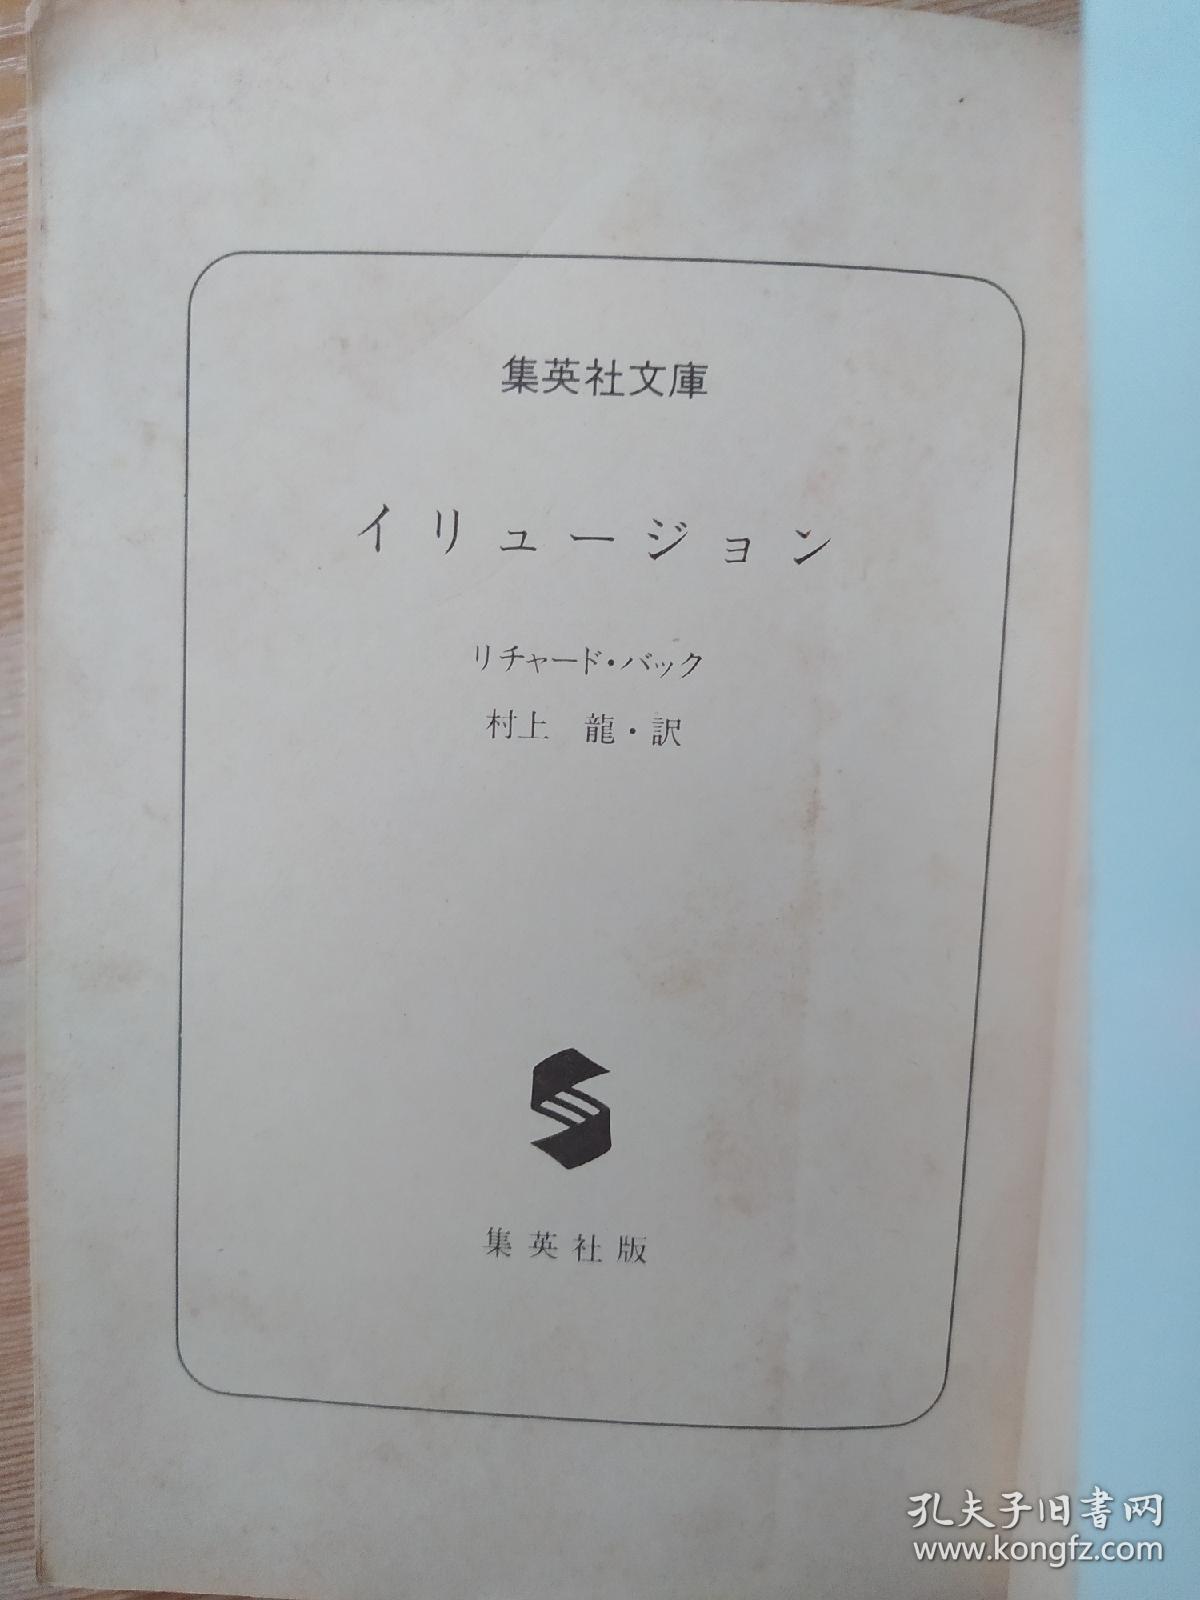 集英社文庫
イリュージョン
リチャード・バック
村上 龍・訳
集英社版
孔夫子旧书网
www.kongfz.com